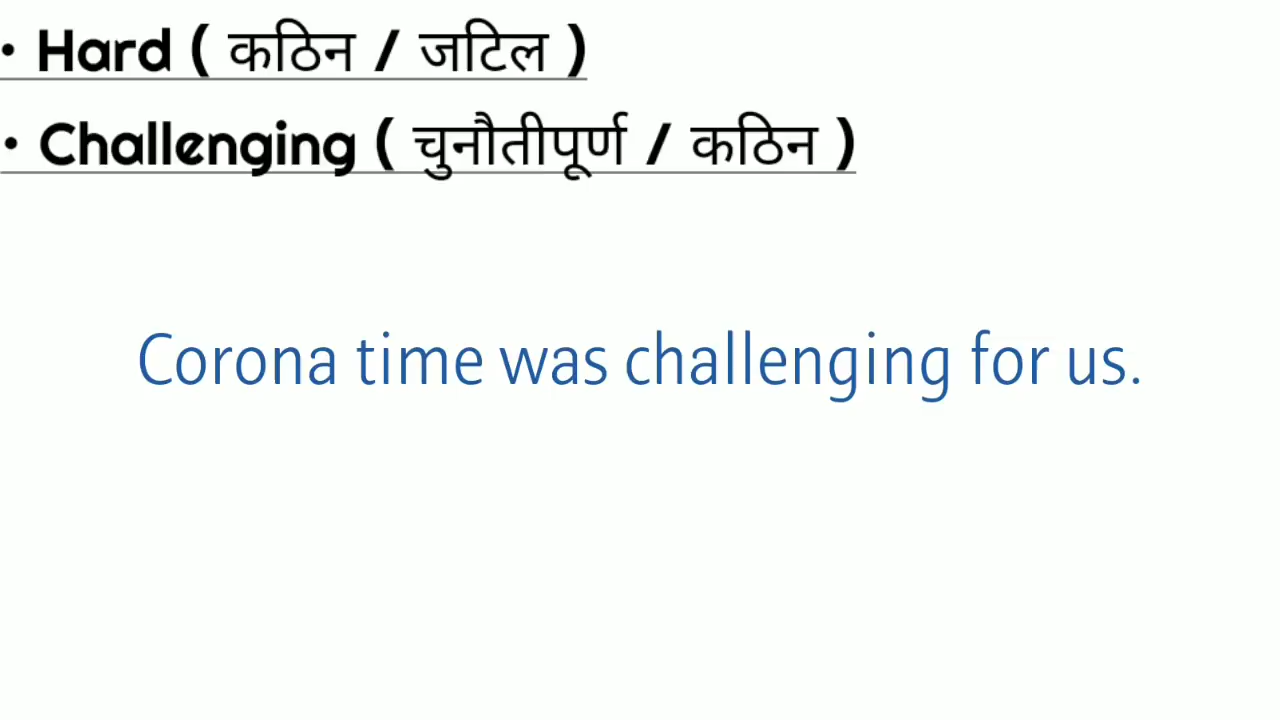 • Hard ( कठिन / जटिल )
• Challenging ( चुनौतीपूर्ण / कठिन )
Corona time was challenging for us.